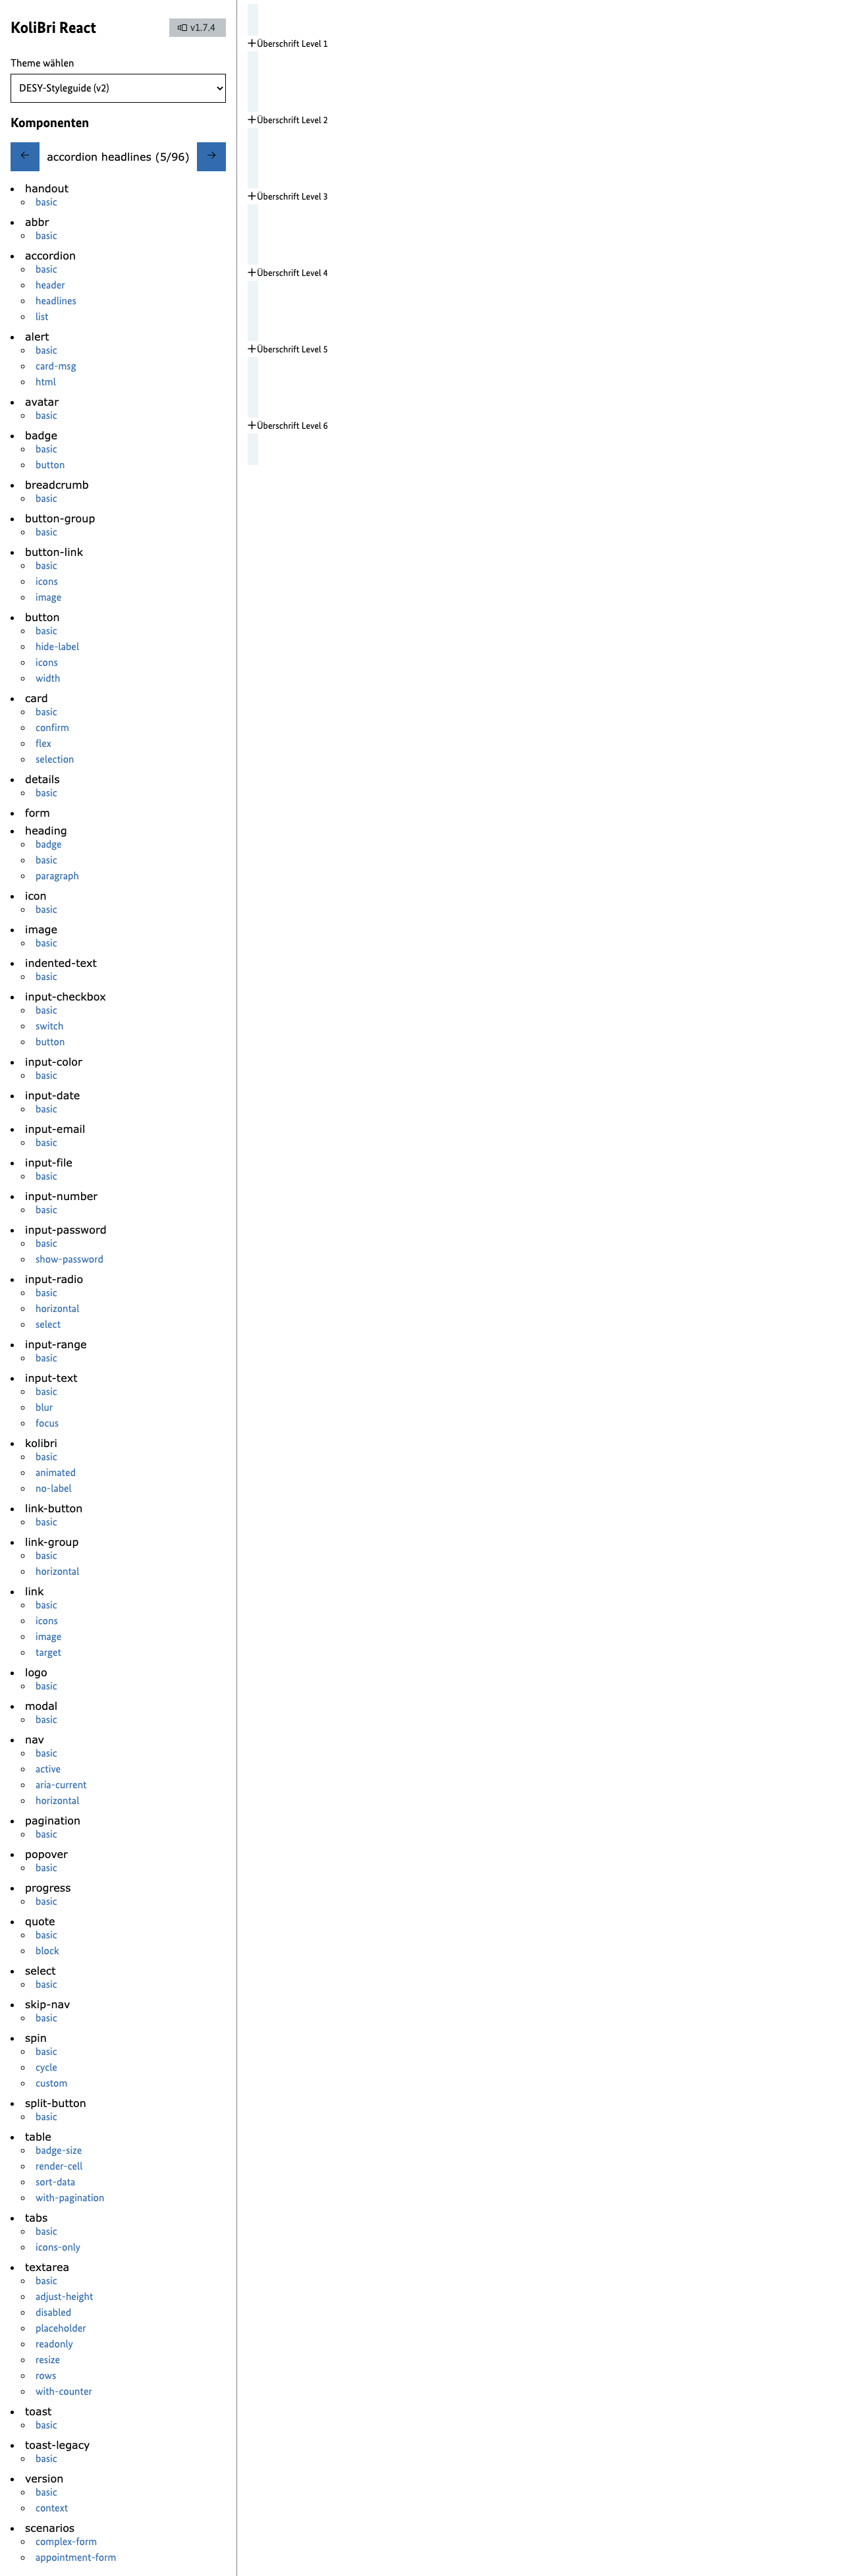 KoliBri React
v1.7.4
Theme wählen
DESY-Styleguide (v2)
Komponenten
← accordion headlines (5/96) →
handout
basic
abbr
basic
accordion
basic
header
headlines
list
alert
basic
card-msg
html
avatar
basic
badge
basic
button
breadcrumb
basic
button-group
basic
button-link
basic
icons
image
button
basic
hide-label
icons
width
card
basic
confirm
flex
selection
details
basic
form
heading
badge
basic
paragraph
icon
basic
image
basic
indented-text
basic
input-checkbox
basic
switch
button
input-color
basic
input-date
basic
input-email
basic
input-file
basic
input-number
basic
input-password
basic
show-password
input-radio
basic
horizontal
select
input-range
basic
input-text
basic
blur
focus
kolibri
basic
animated
no-label
link-button
basic
link-group
basic
horizontal
link
basic
icons
image
target
logo
basic
modal
basic
nav
basic
active
aria-current
horizontal
pagination
basic
popover
basic
progress
basic
quote
basic
block
select
basic
skip-nav
basic
spin
basic
cycle
custom
split-button
basic
table
badge-size
render-cell
sort-data
with-pagination
tabs
basic
icons-only
textarea
basic
adjust-height
disabled
placeholder
readonly
resize
rows
with-counter
toast
basic
toast-legacy
basic
version
basic
context
scenarios
complex-form
appointment-form
Überschrift Level 1
Überschrift Level 2
Überschrift Level 3
Überschrift Level 4
Überschrift Level 5
Überschrift Level 6